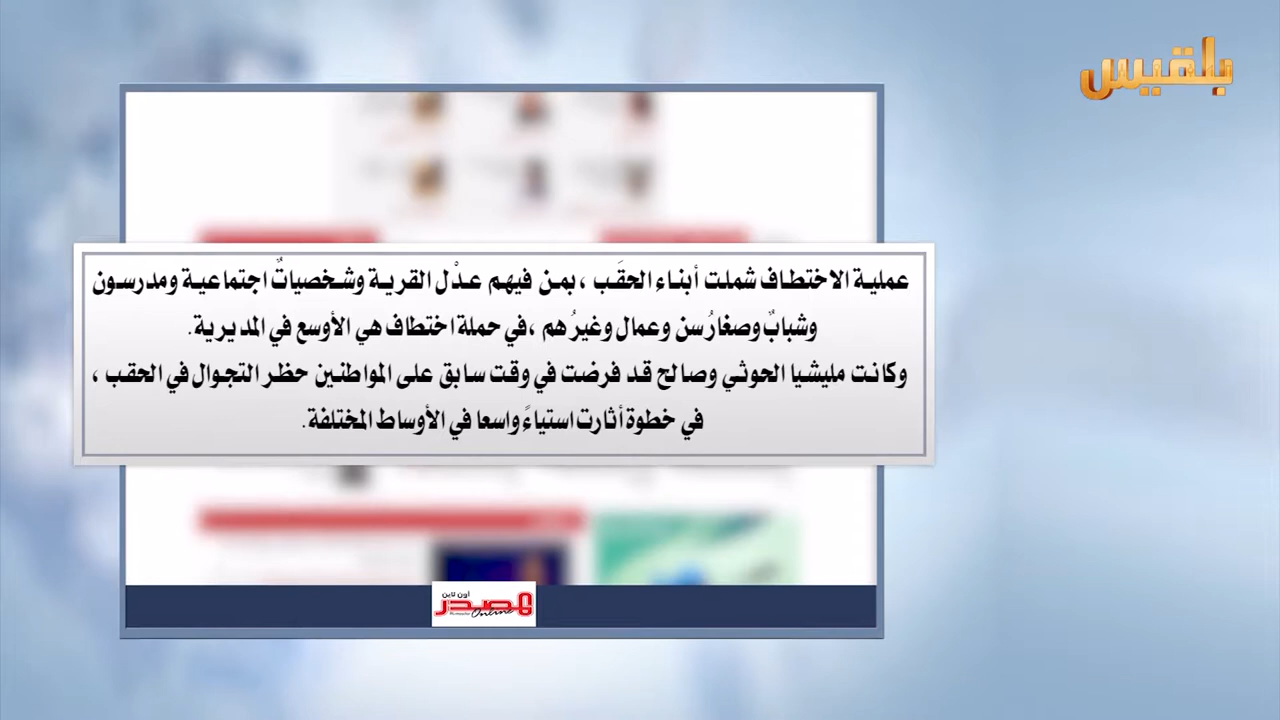 بلقيس
عملية الاختطاف شملت أبناء الحقَب ، بمن فيهم عدْل القرية وشخصياتٌ اجتماعية ومدرسون
وشبابٌ وصغارُ سن وعمال وغيرُهم ، في حملة اختطاف هي الأوسع في المديرية.
وكانت مليشيا الحوثي وصالح قد فرضت في وقت سابق على المواطنين حظر التجوال في الحقب ،
في خطوة أثارت استياءً واسعا في الأوساط المختلفة.
أون لاين
المصدر
Online